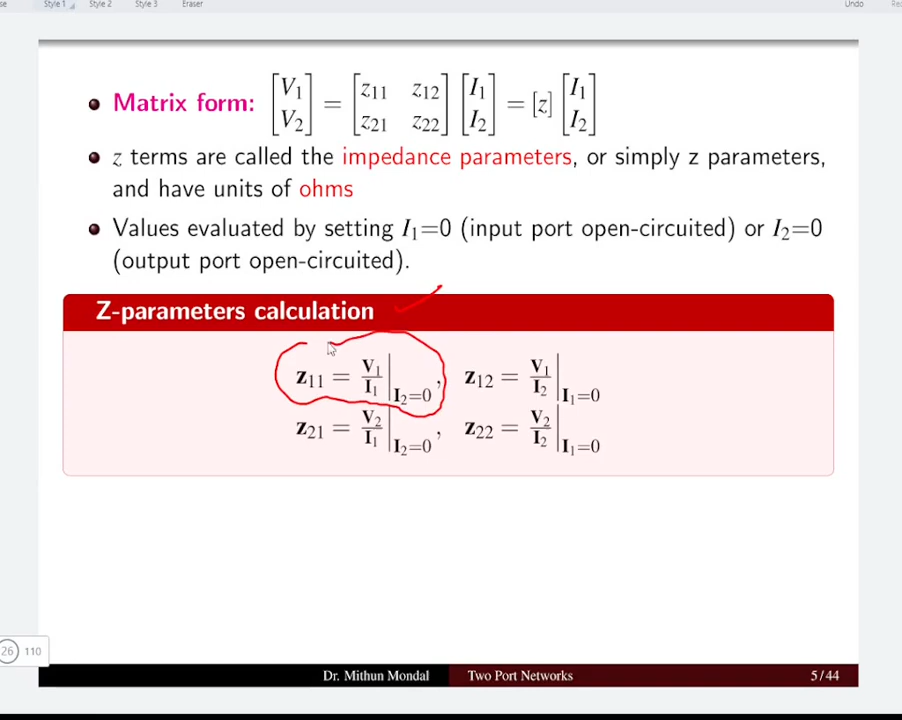 Style 1 Style 2 Style 3 Eraser Undo
Matrix form: [V₁ V₂] = [z₁₁ z₁₂ z₂₁ z₂₂] [I₁ I₂] = [z] [I₁ I₂]
z terms are called the impedance parameters, or simply z parameters,
and have units of ohms
Values evaluated by setting I₁=0 (input port open-circuited) or I₂=0
(output port open-circuited).
Z-parameters calculation
z₁₁ = V₁/I₁ |I₂=0 , z₁₂ = V₁/I₂ |I₁=0
z₂₁ = V₂/I₁ |I₂=0 , z₂₂ = V₂/I₂ |I₁=0
26 110
Dr. Mithun Mondal Two Port Networks 5/44